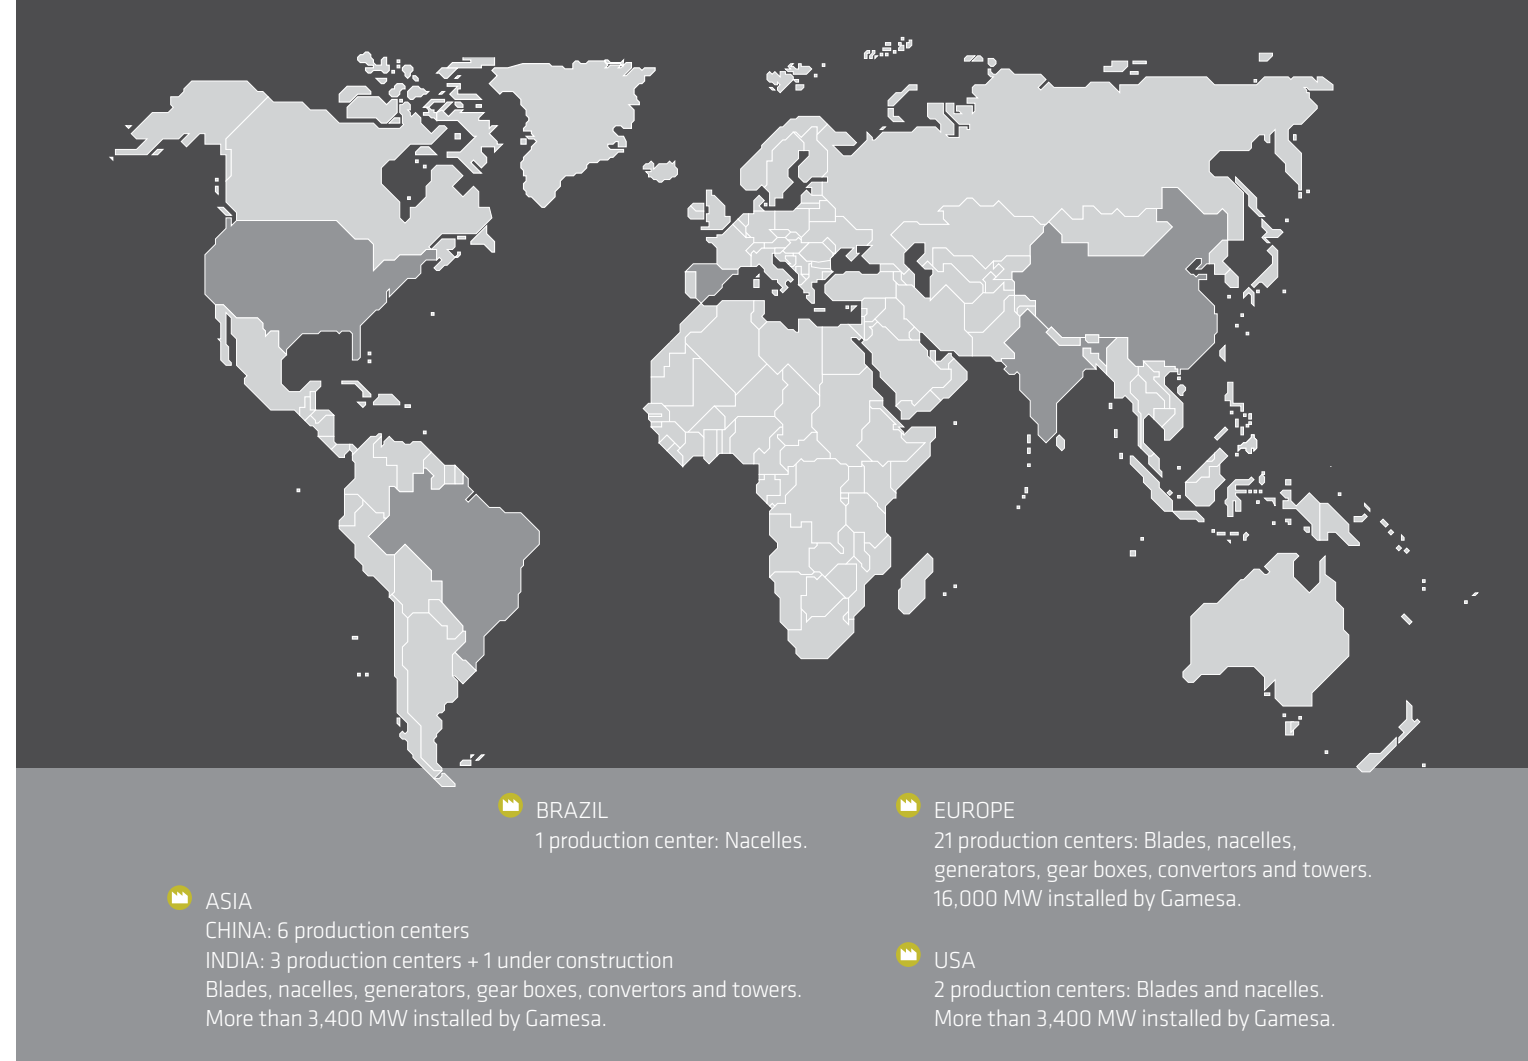 BRAZIL
1 production center: Nacelles.
ASIA
CHINA: 6 production centers
INDIA: 3 production centers + 1 under construction
Blades, nacelles, generators, gear boxes, convertors and towers.
More than 3,400 MW installed by Gamesa.
EUROPE
21 production centers: Blades, nacelles,
generators, gear boxes, convertors and towers.
16,000 MW installed by Gamesa.
USA
2 production centers: Blades and nacelles.
More than 3,400 MW installed by Gamesa.